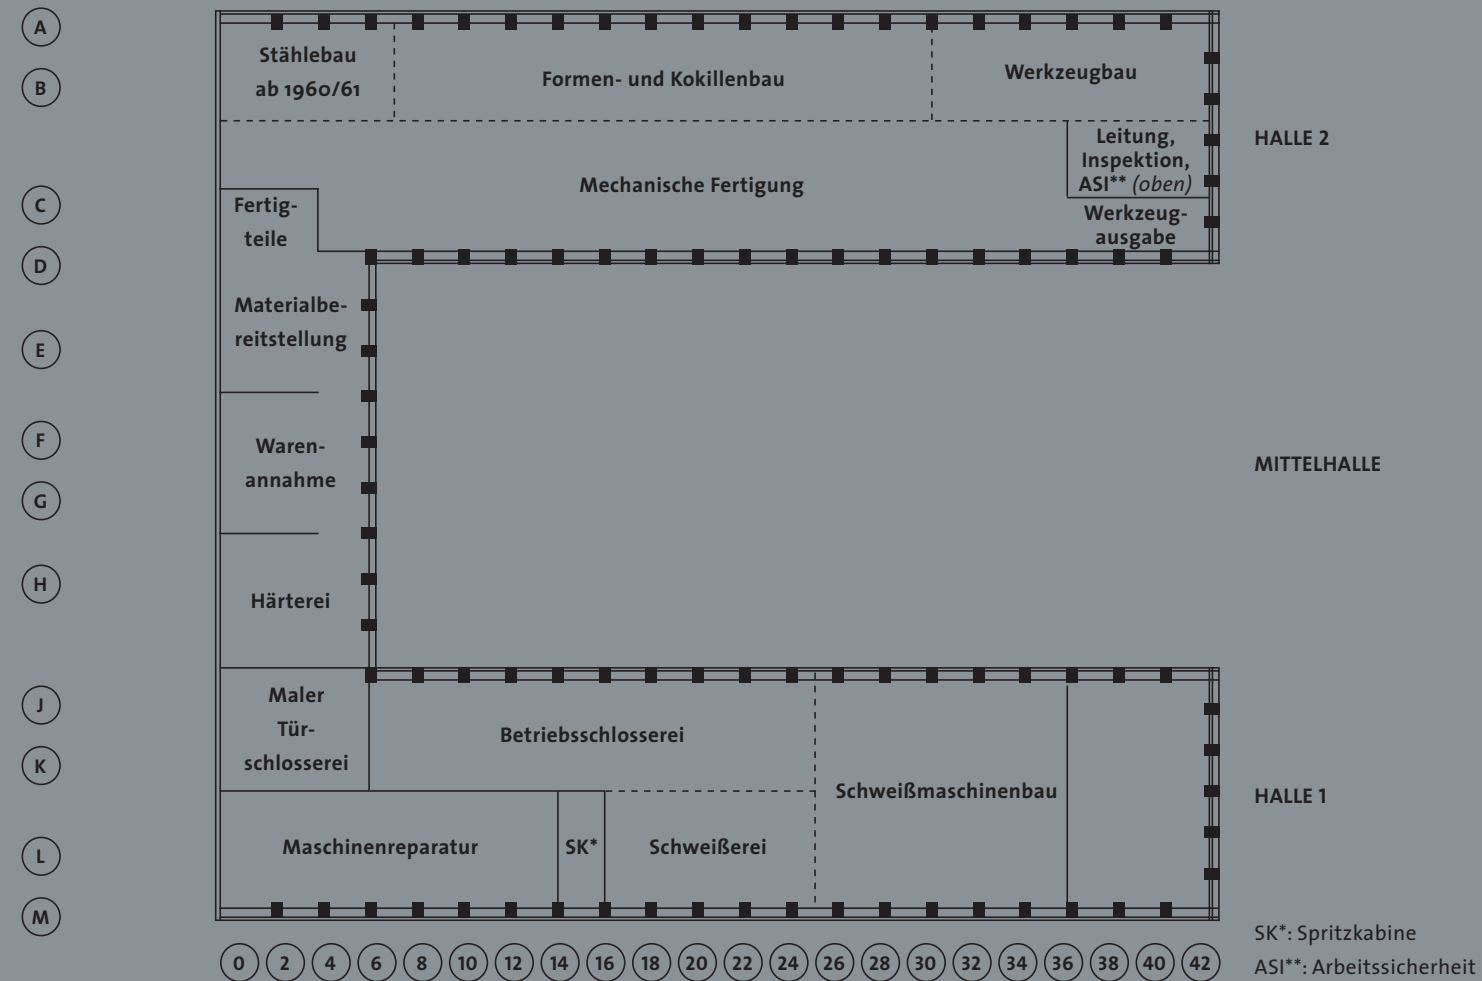 A
B
C
D
E
F
G
H
J
K
L
M
Stählebau
ab 1960/61
Formen- und Kokillenbau
Werkzeugbau
Leitung,
Inspektion,
ASI** (oben)
HALLE 2
Mechanische Fertigung
Werkzeug-
ausgabe
Fertig-
teile
Materialbe-
reitstellung
Waren-
annahme
MITTELHALLE
Härterei
Maler
Tür-
schlosserei
Betriebsschlosserei
Schweißmaschinenbau
HALLE 1
Maschinenreparatur
SK*
Schweißerei
0 2 4 6 8 10 12 14 16 18 20 22 24 26 28 30 32 34 36 38 40 42
SK*: Spritzkabine
ASI**: Arbeitssicherheit